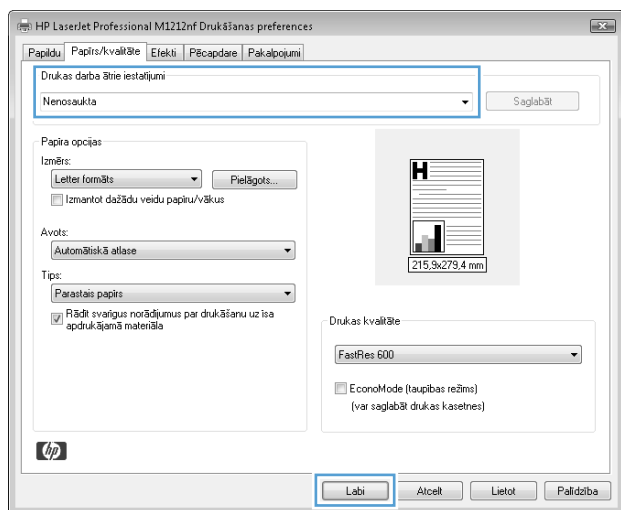 HP LaserJet Professional M1212nf Drukāšanas preferences
Papildu Papīrs/kvalitāte Efekti Pēcapdare Pakalpojumi
Drukas darba ātrie iestatījumi
Nenosaukta
Saglabāt
Papīra opcijas
Izmērs:
Letter formāts
Pielāgots...
Izmantot dažādu veidu papīru/vākus
Avots:
Automātiskā atlase
Tips:
Parastais papīrs
Rādīt svarīgus norādījumus par drukāšanu uz īsa
apdrukājamā materiāla
H
215,9x279,4 mm
Drukas kvalitāte
FastRes 600
EconoMode (taupības režīms)
(var saglabāt drukas kasetnes)
hp
Labi Atcelt Lietot Palīdzība